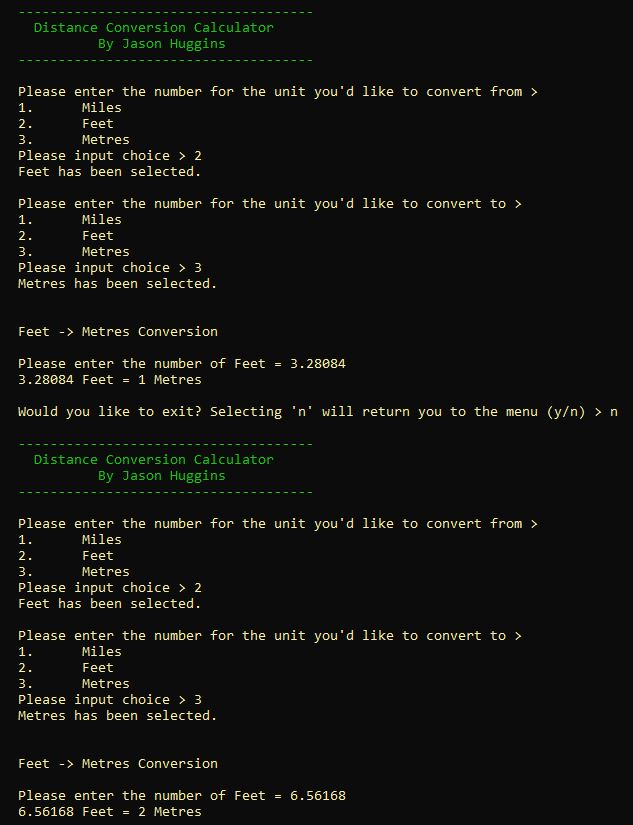 -------------------------------------
Distance Conversion Calculator
By Jason Huggins
-------------------------------------
Please enter the number for the unit you'd like to convert from >
1. Miles
2. Feet
3. Metres
Please input choice > 2
Feet has been selected.
Please enter the number for the unit you'd like to convert to >
1. Miles
2. Feet
3. Metres
Please input choice > 3
Metres has been selected.
Feet -> Metres Conversion
Please enter the number of Feet = 3.28084
3.28084 Feet = 1 Metres
Would you like to exit? Selecting 'n' will return you to the menu (y/n) > n
-------------------------------------
Distance Conversion Calculator
By Jason Huggins
-------------------------------------
Please enter the number for the unit you'd like to convert from >
1. Miles
2. Feet
3. Metres
Please input choice > 2
Feet has been selected.
Please enter the number for the unit you'd like to convert to >
1. Miles
2. Feet
3. Metres
Please input choice > 3
Metres has been selected.
Feet -> Metres Conversion
Please enter the number of Feet = 6.56168
6.56168 Feet = 2 Metres